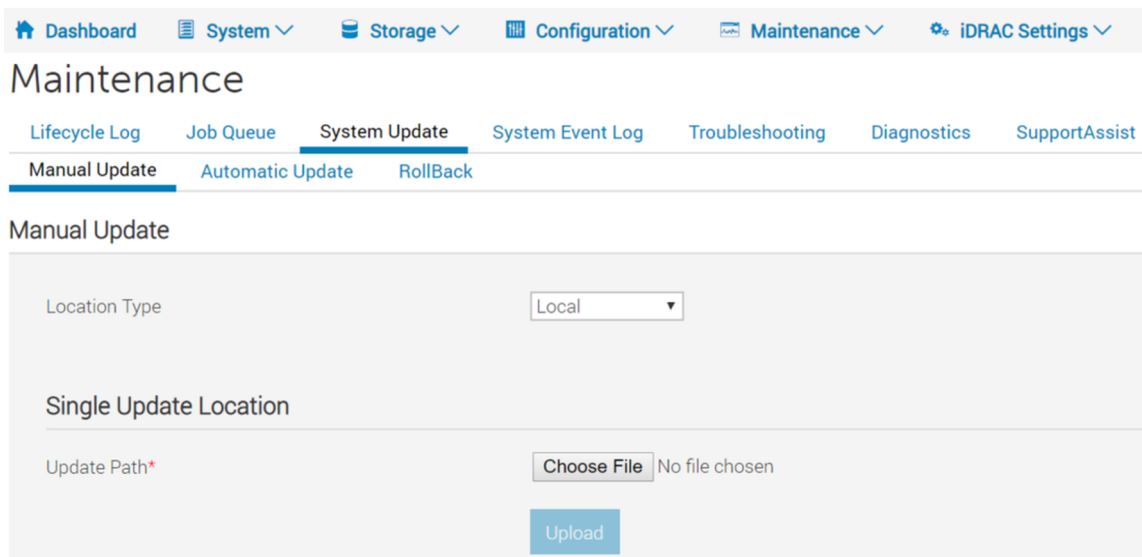 Dashboard System Storage Configuration Maintenance iDRAC Settings
Maintenance
Lifecycle Log Job Queue System Update System Event Log Troubleshooting Diagnostics SupportAssist
Manual Update Automatic Update RollBack
Manual Update
Location Type Local
Single Update Location
Update Path* Choose File No file chosen
Upload